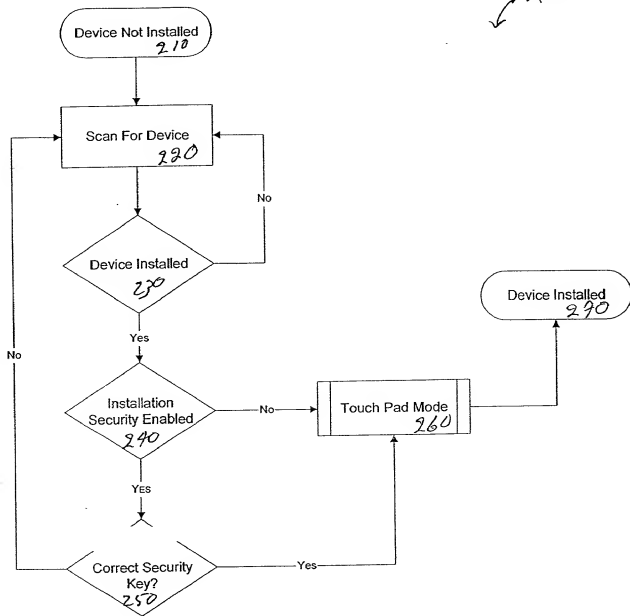 Device Not Installed
210
Scan For Device
220
No
Device Installed
230
Device Installed
270
Yes
No
Installation
Security Enabled
240
No
Touch Pad Mode
260
YES
Correct Security
Key?
250
Yes